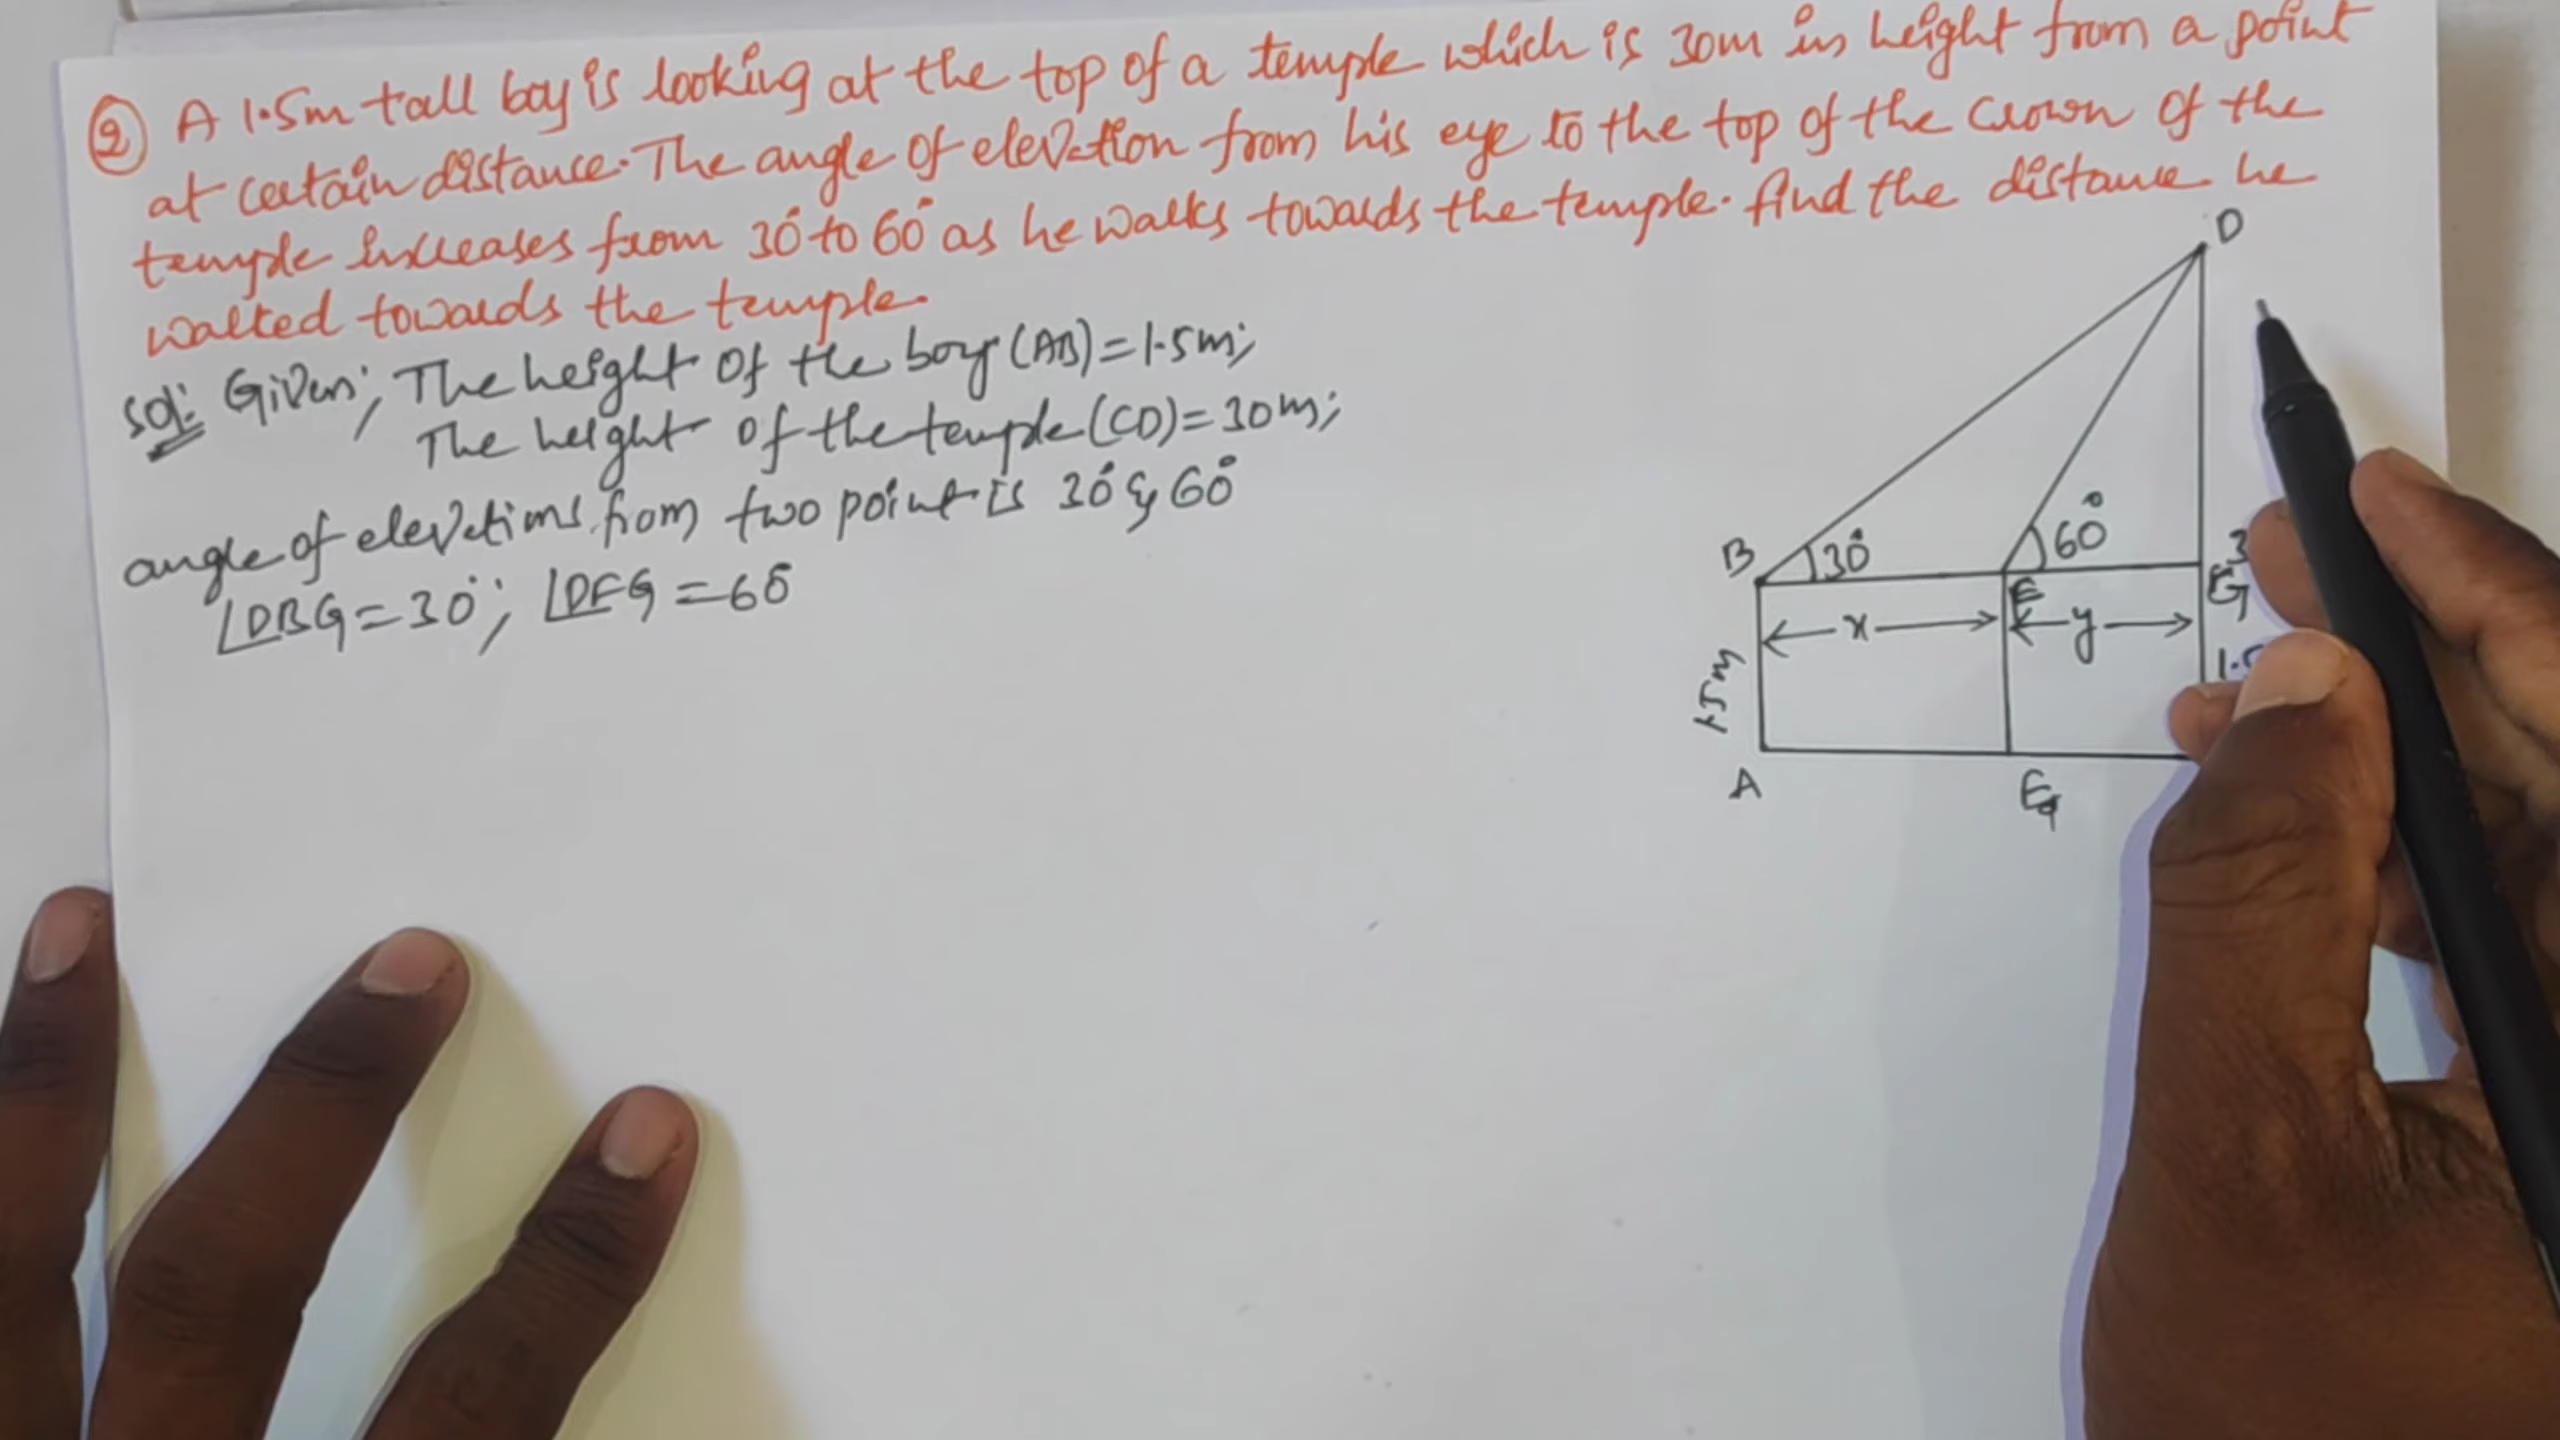 ② A 1.5m tall boy is looking at the top of a temple which is 30m in height from a point
at certain distance. The angle of elevation from his eye to the top of the crown of the
temple increases from 30° to 60° as he walks towards the temple. find the distance he
walked towards the temple.
Sol: Given; The height of the boy (AB) = 1.5m;
The height of the temple (CD) = 30m;
angle of elevations from two point is 30° & 60°
∠DBG = 30°; ∠DFG = 60°
D
B 30° 60°
F G
x y
1.5m
A E